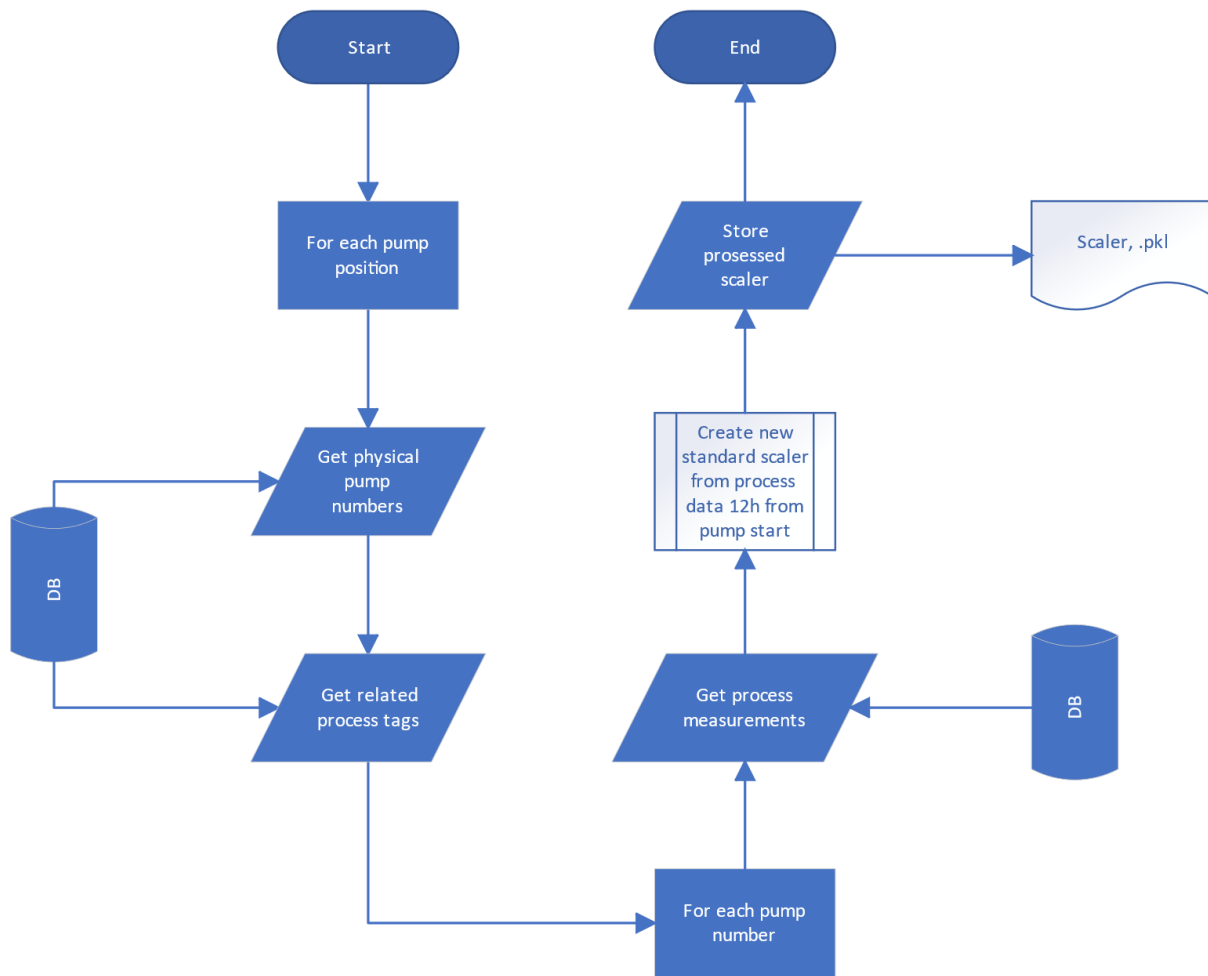 Start
For each pump
position
Get physical
pump
numbers
DB
Get related
process tags
For each pump
number
Get process
measurements
DB
Create new
standard scaler
from process
data 12h from
pump start
Store
prosessed
scaler
Scaler, .pkl
End